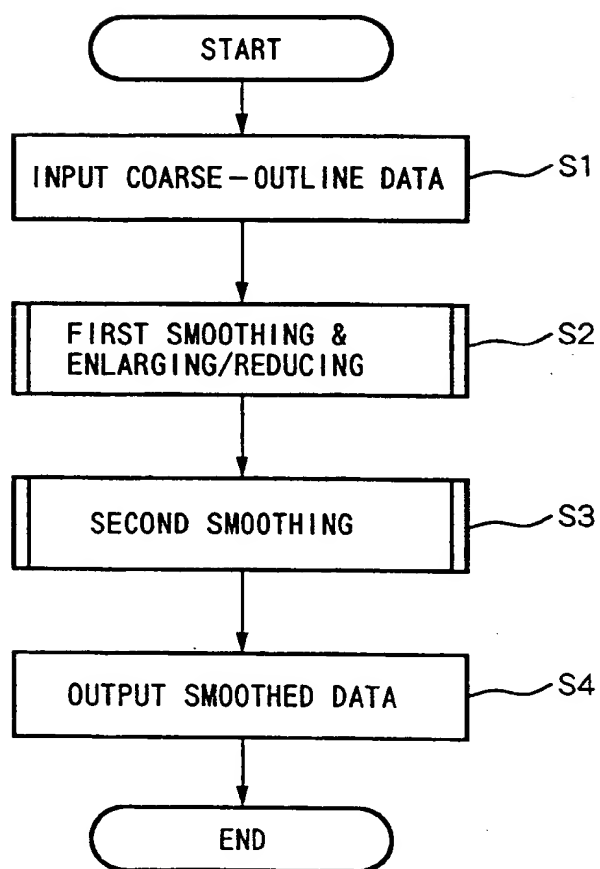 START
INPUT COARSE-OUTLINE DATA
S1
FIRST SMOOTHING &
ENLARGING/REDUCING
S2
SECOND SMOOTHING
S3
OUTPUT SMOOTHED DATA
S4
END